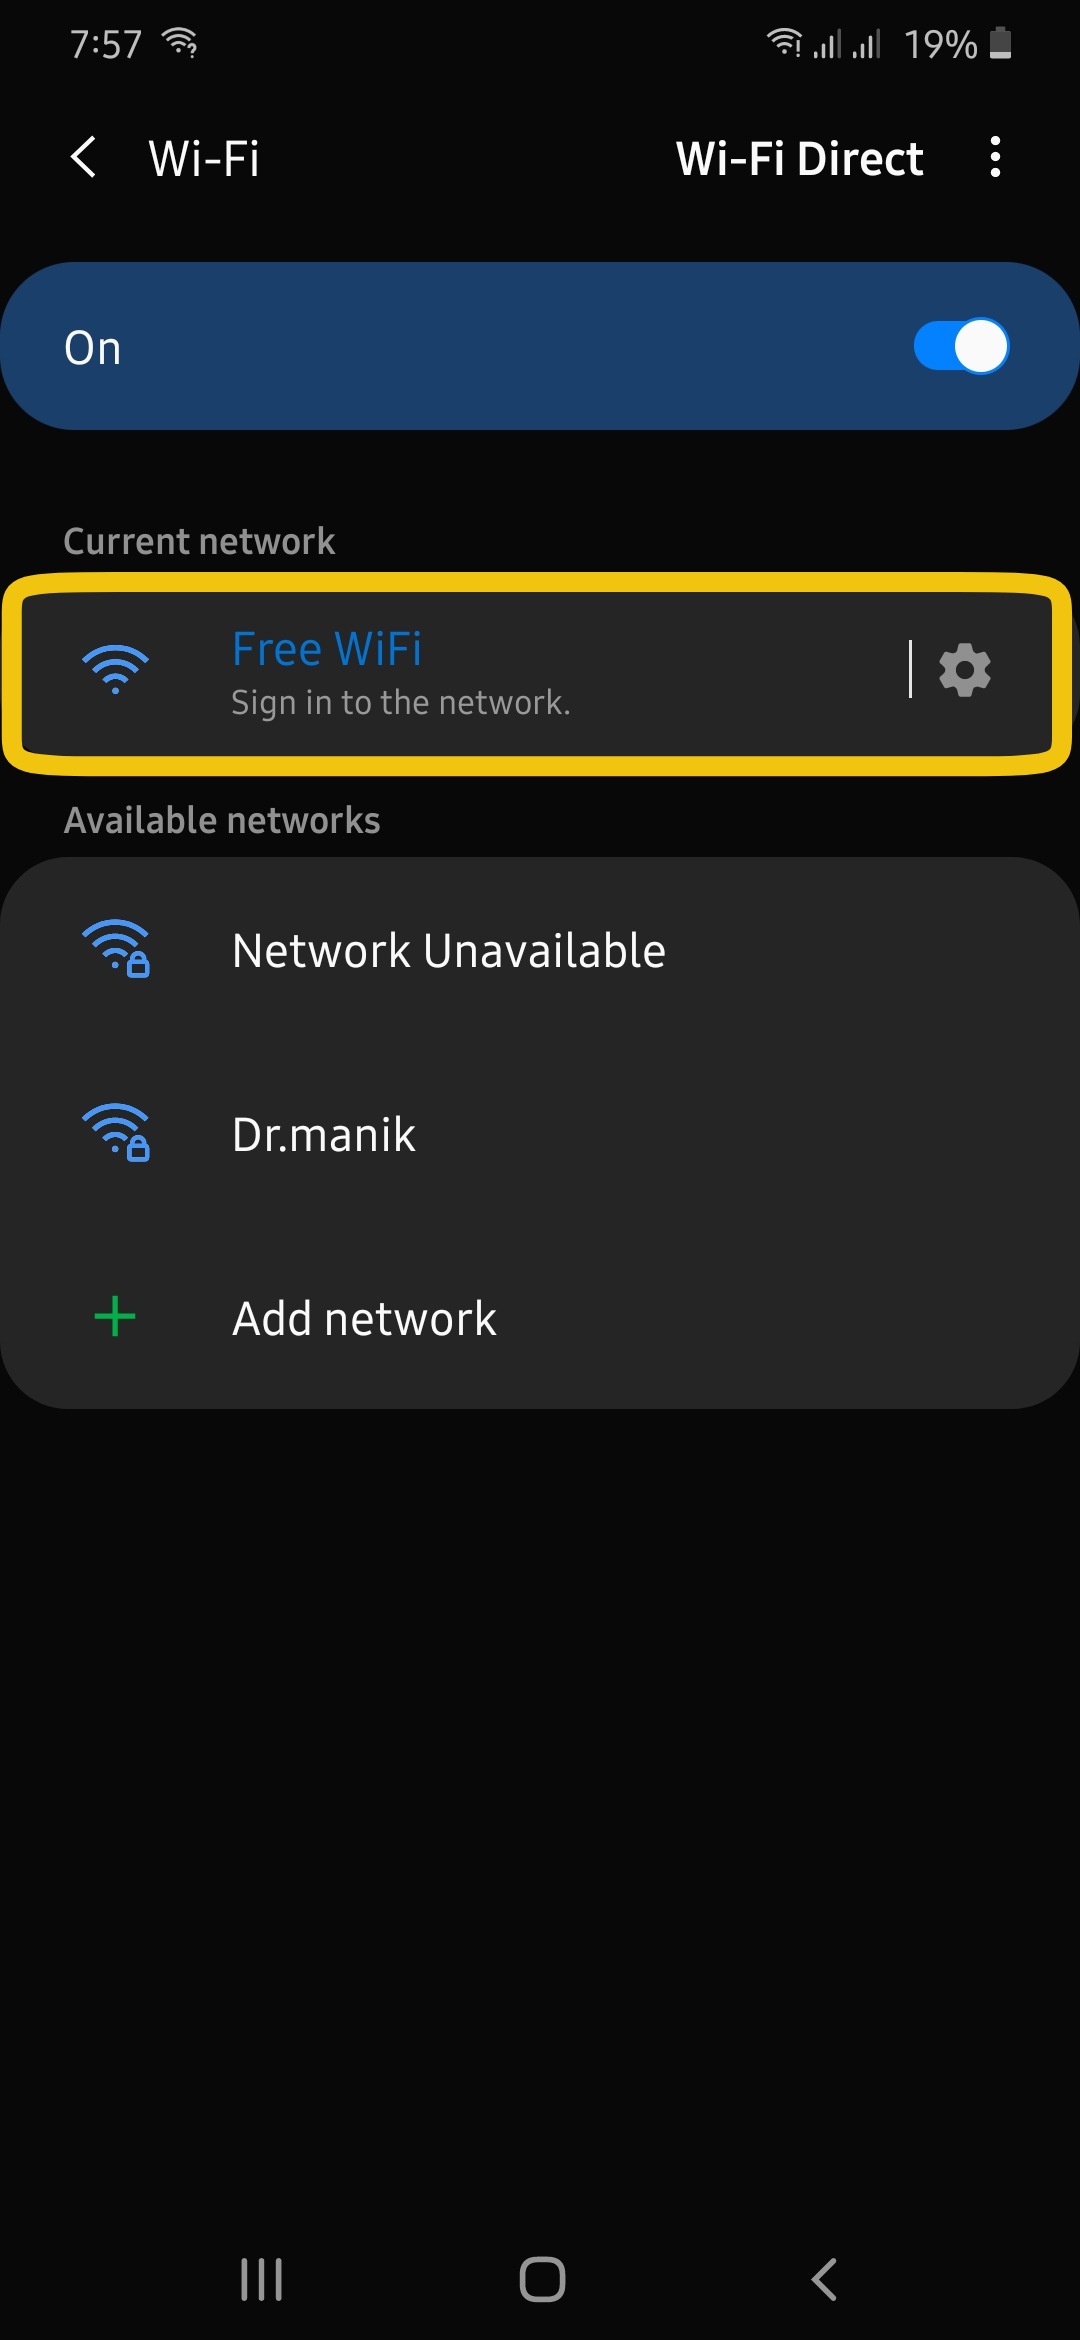 7:57 19%
Wi-Fi Wi-Fi Direct
On
Current network
Free WiFi
Sign in to the network.
Available networks
Network Unavailable
Dr.manik
Add network